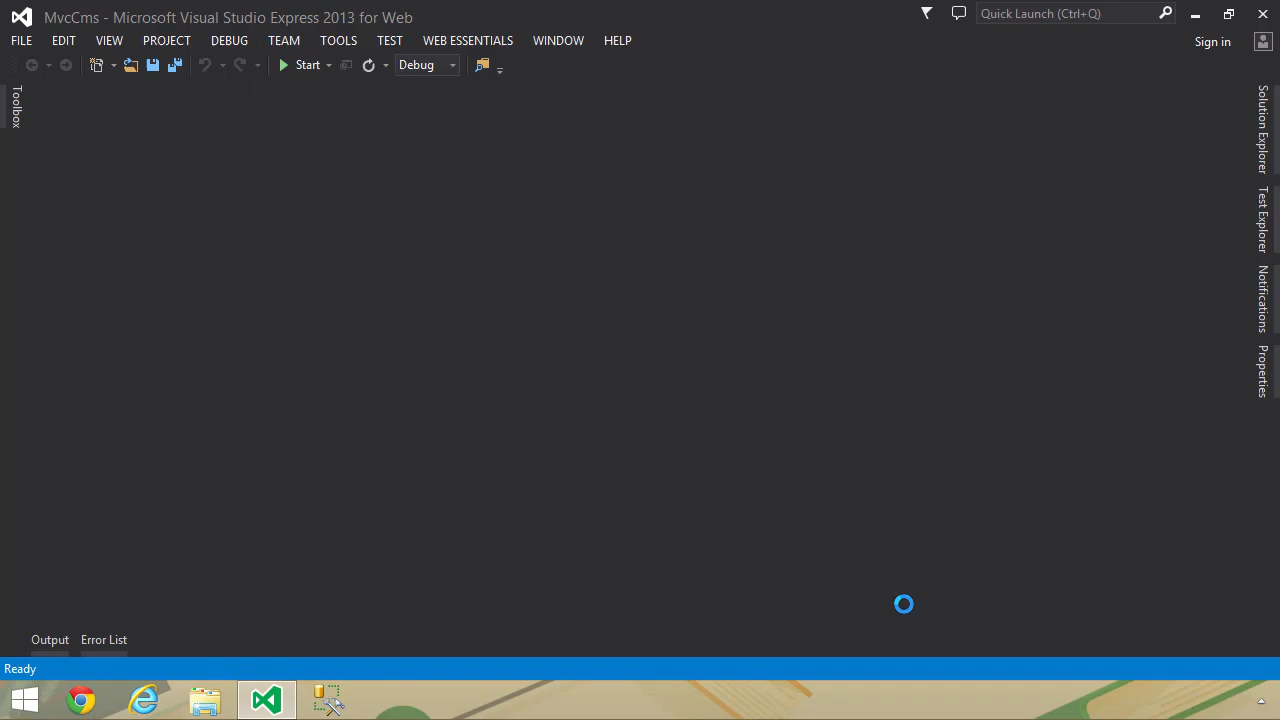 MvcCms - Microsoft Visual Studio Express 2013 for Web
Quick Launch (Ctrl+Q)
FILE EDIT VIEW PROJECT DEBUG TEAM TOOLS TEST WEB ESSENTIALS WINDOW HELP
Sign in
Start
Debug
Toolbox
Solution Explorer
Test Explorer
Notifications
Properties
Output Error List
Ready